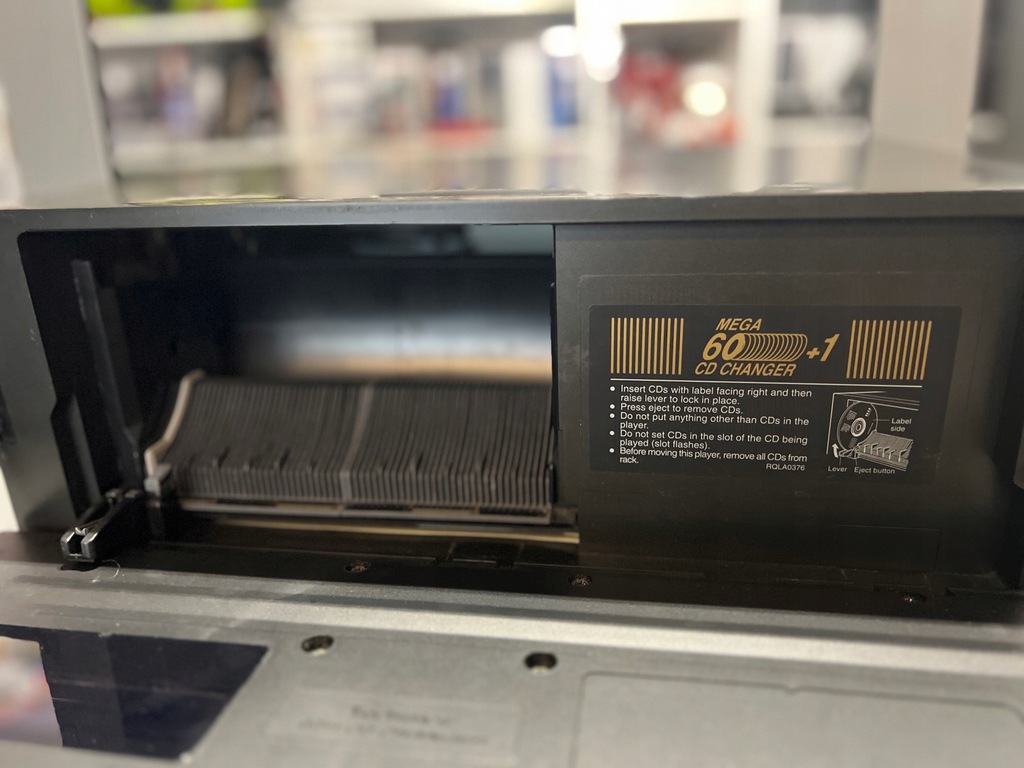 MEGA
60 +1
CD CHANGER
● Insert CDs with label facing right and then
raise lever to lock in place.
● Press eject to remove CDs.
● Do not put anything other than CDs in the
player.
● Do not set CDs in the slot of the CD being
played (slot flashes).
● Before moving this player, remove all CDs from
rack.
RQLA0376
Label
side
Lever Eject button